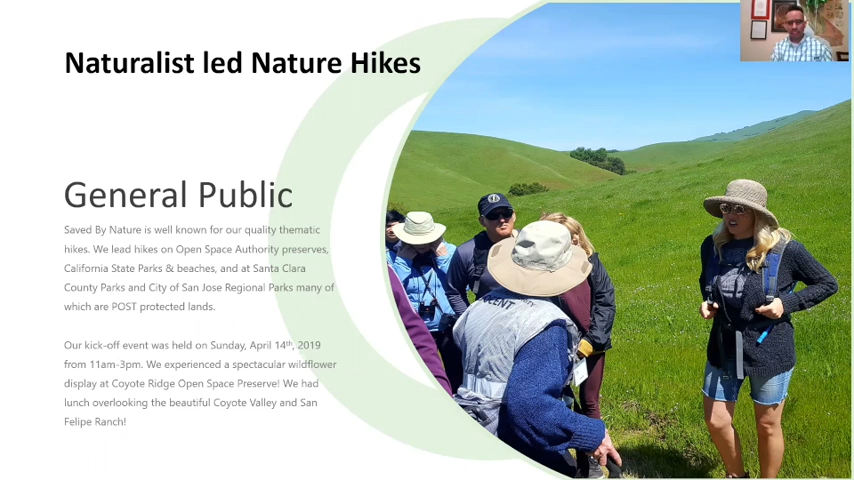 Naturalist led Nature Hikes
General Public
Saved By Nature is well known for our quality thematic
hikes. We lead hikes on Open Space Authority preserves,
California State Parks & beaches, and at Santa Clara
County Parks and City of San Jose Regional Parks many of
which are POST protected lands.
Our kick-off event was held on Sunday, April 14th, 2019
from 11am-3pm. We experienced a spectacular wildflower
display at Coyote Ridge Open Space Preserve! We had
lunch overlooking the beautiful Coyote Valley and San
Felipe Ranch!